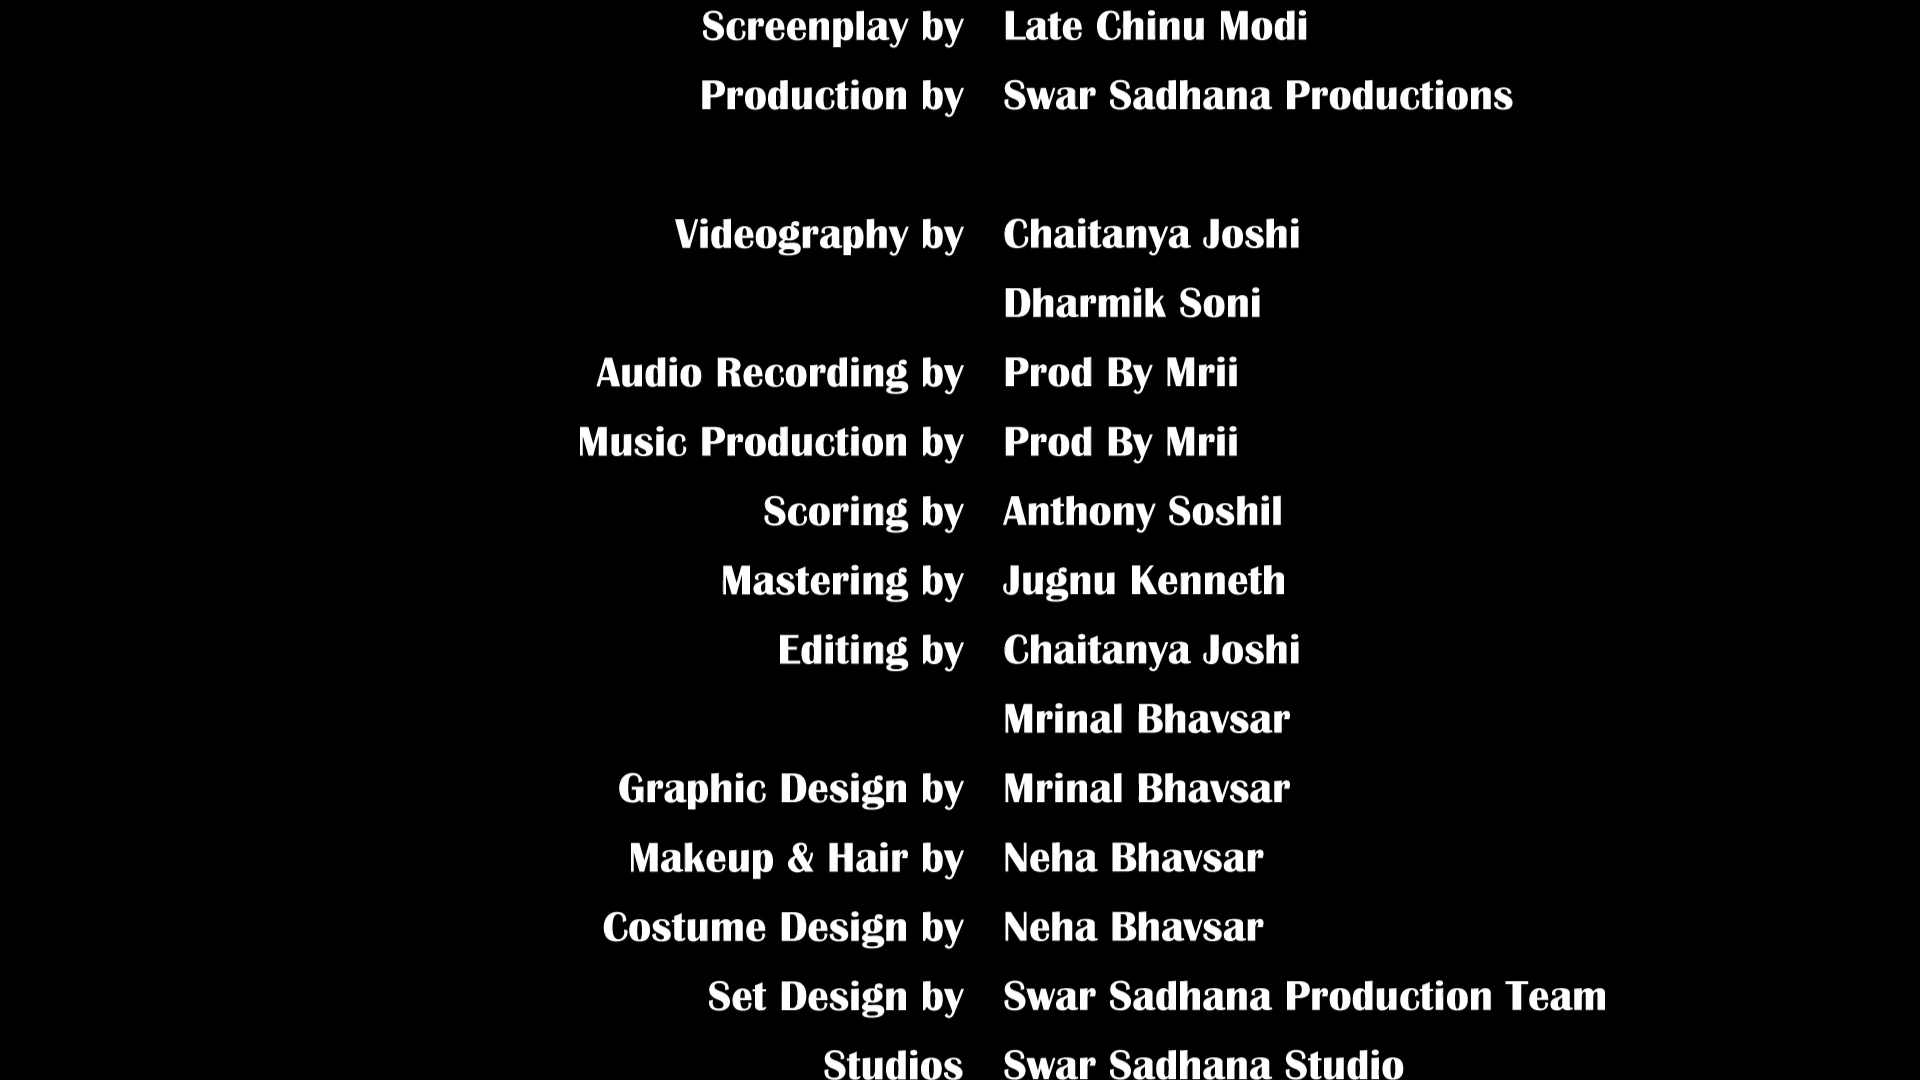 Screenplay by Late Chinu Modi
Production by Swar Sadhana Productions
Videography by Chaitanya Joshi
Dharmik Soni
Audio Recording by Prod By Mrii
Music Production by Prod By Mrii
Scoring by Anthony Soshil
Mastering by Jugnu Kenneth
Editing by Chaitanya Joshi
Mrinal Bhavsar
Graphic Design by Mrinal Bhavsar
Makeup & Hair by Neha Bhavsar
Costume Design by Neha Bhavsar
Set Design by Swar Sadhana Production Team
Studios Swar Sadhana Studio